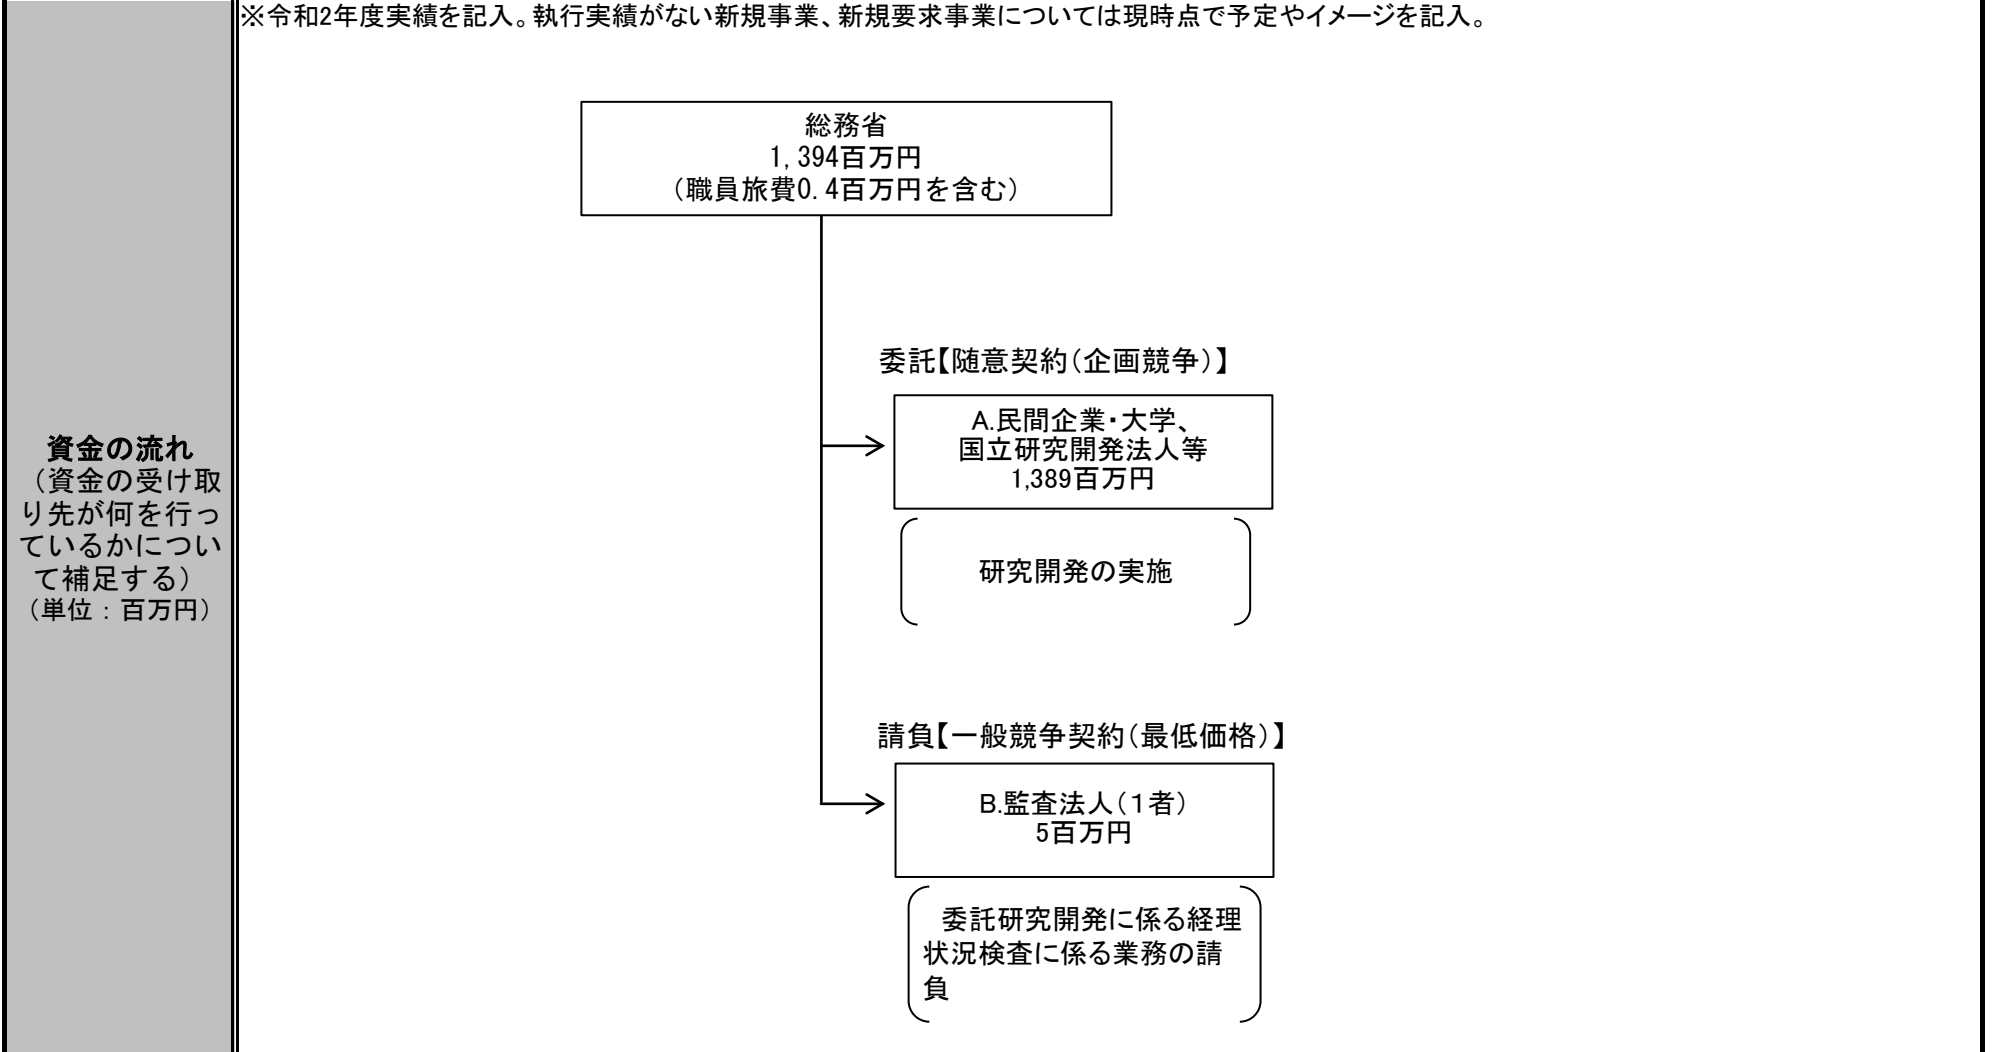 ※令和2年度実績を記入。執行実績がない新規事業、新規要求事業については現時点で予定やイメージを記入。
総務省
1,394百万円
（職員旅費0.4百万円を含む）
委託【随意契約（企画競争）】
A.民間企業・大学、
国立研究開発法人等
1,389百万円
研究開発の実施
資金の流れ
（資金の受け取
り先が何を行っ
ているかについ
て補足する）
（単位：百万円）
請負【一般競争契約（最低価格）】
B.監査法人（１者）
5百万円
委託研究開発に係る経理
状況検査に係る業務の請
負